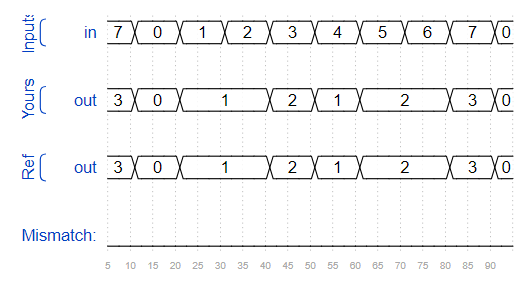 Inputs in 7 0 1 2 3 4 5 6 7 0
Yours out 3 0 1 2 1 2 3 0
Ref out 3 0 1 2 1 2 3 0
Mismatch:
5 10 15 20 25 30 35 40 45 50 55 60 65 70 75 80 85 90